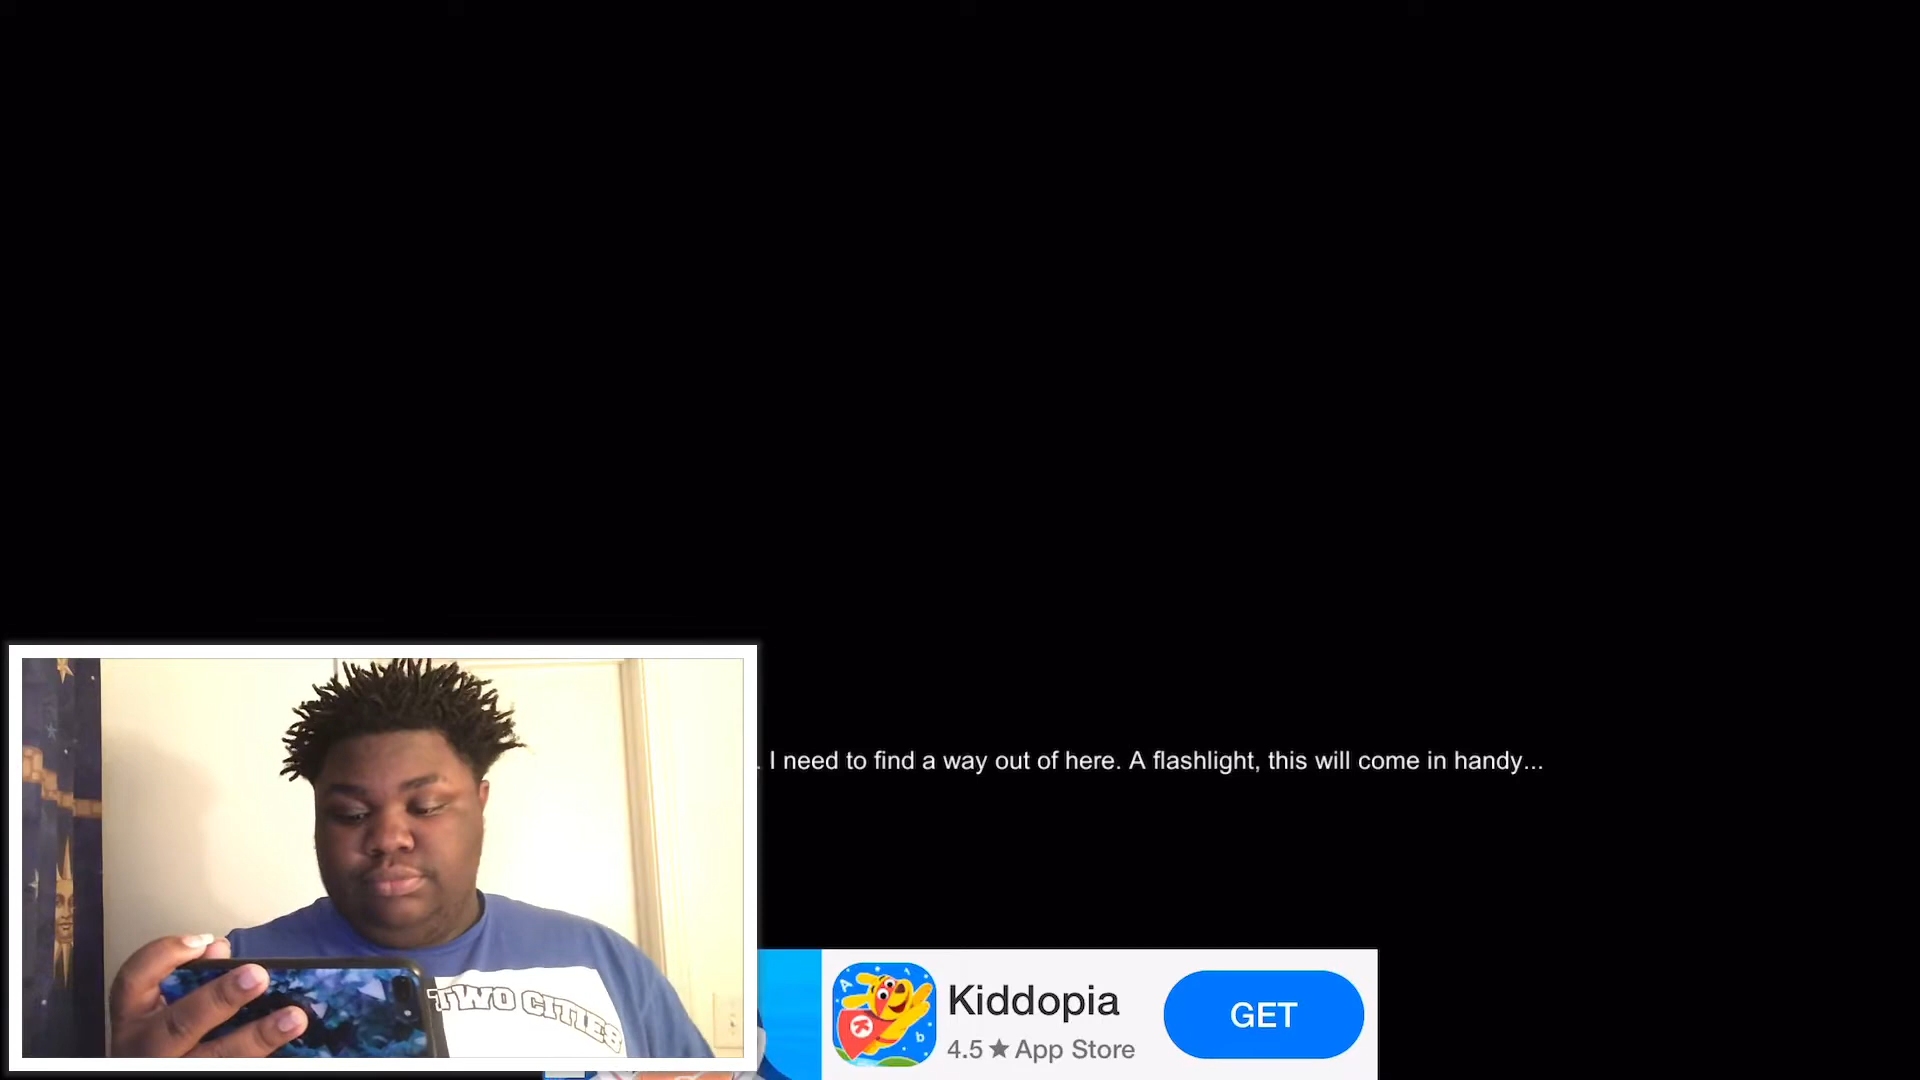 . I need to find a way out of here. A flashlight, this will come in handy...
TWO CITIES
Kiddopia
GET
4.5★App Store